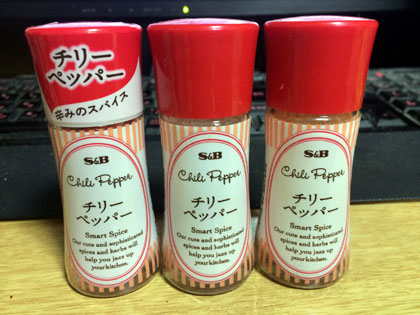 チリー
ペッパー
辛みのスパイス
S&B
Chili Pepper
チリー
ペッパー
Smart Spice
Our cute and sophisticated
spices and herbs will
help you jazz up
your kitchen.
S&B
Chili Pepper
チリー
ペッパー
Smart Spice
Our cute and sophisticated
spices and herbs will
help you jazz up
your kitchen.
S&B
Chili Pepper
チリー
ペッパー
Smart Spice
Our cute and sophisticated
spices and herbs will
help you jazz up
your kitchen.